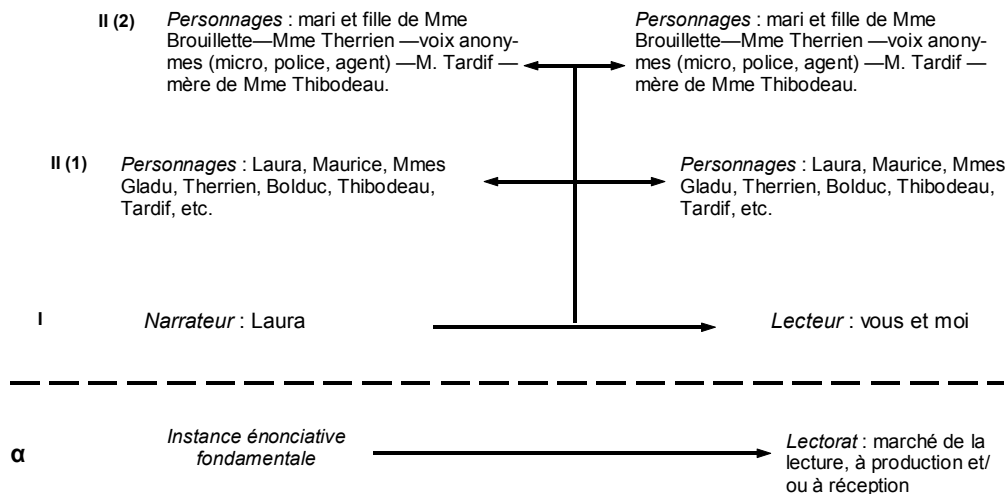 II (2)
Personnages : mari et fille de Mme
Brouillette—Mme Therrien —voix anony-
mes (micro, police, agent) —M. Tardif —
mère de Mme Thibodeau.
Personnages : mari et fille de Mme
Brouillette—Mme Therrien —voix anony-
mes (micro, police, agent) —M. Tardif —
mère de Mme Thibodeau.
II (1)
Personnages : Laura, Maurice, Mmes
Gladu, Therrien, Bolduc, Thibodeau,
Tardif, etc.
Personnages : Laura, Maurice, Mmes
Gladu, Therrien, Bolduc, Thibodeau,
Tardif, etc.
I
Narrateur : Laura
Lecteur : vous et moi
α
Instance énonciative
fondamentale
Lectorat : marché de la
lecture, à production et/
ou à réception